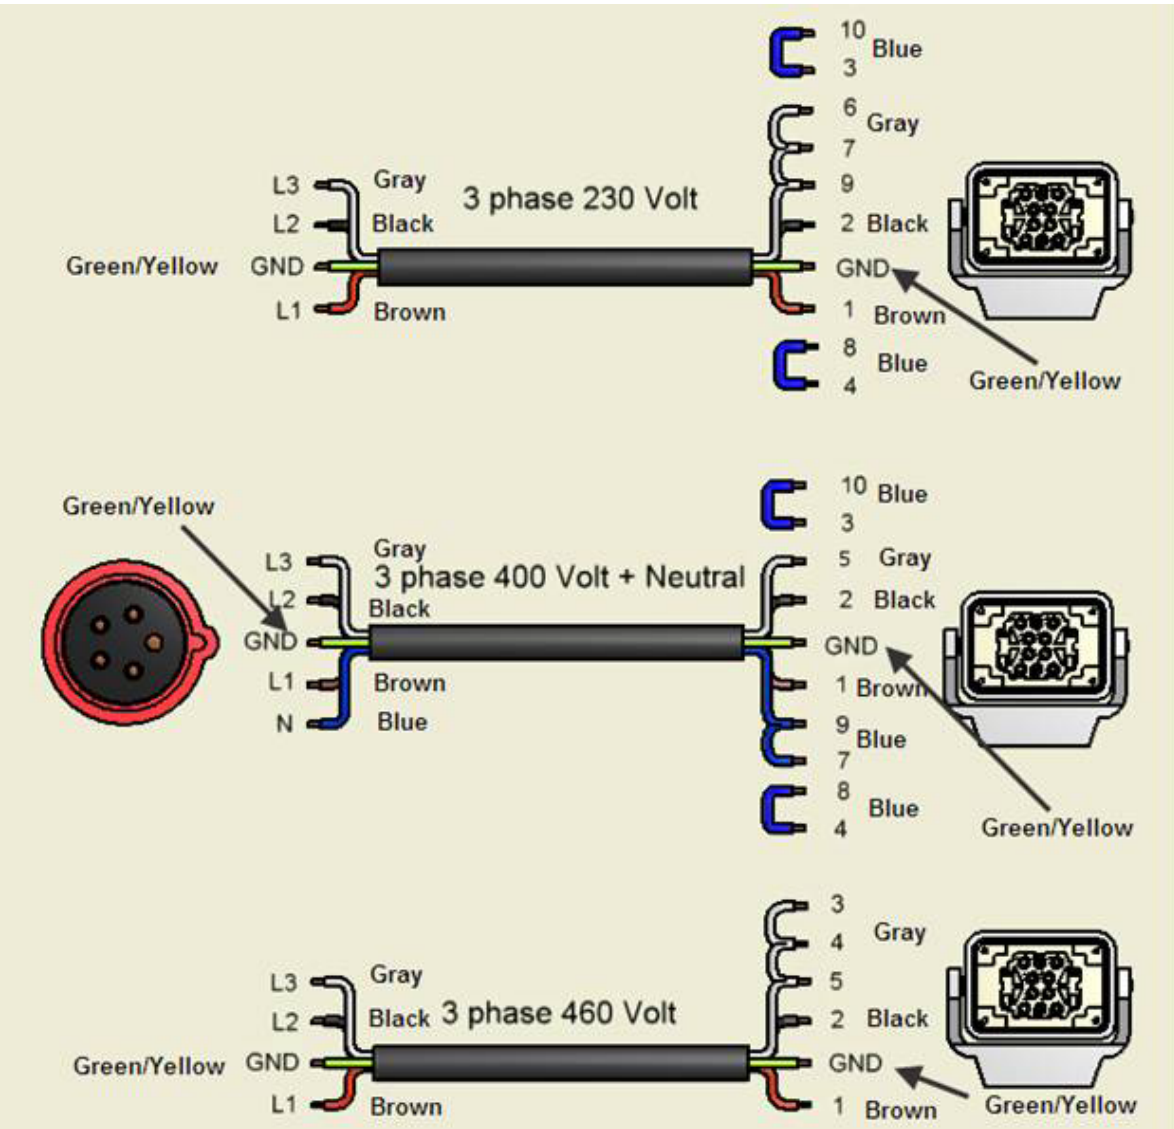 10
Blue
3
6
Gray
7
L3 Gray
3 phase 230 Volt
9
L2 Black
2 Black
Green/Yellow GND
GND
L1 Brown
1 Brown
8
Blue
4
Green/Yellow
10 Blue
3
Green/Yellow
L3 Gray
5 Gray
3 phase 400 Volt + Neutral
L2 Black
2 Black
GND
GND
L1 Brown
1 Brown
N Blue
9
Blue
7
8
Blue
4
Green/Yellow
3
Gray
4
L3 Gray
5
L2 Black
3 phase 460 Volt
2 Black
Green/Yellow GND
GND
L1 Brown
1 Brown
Green/Yellow